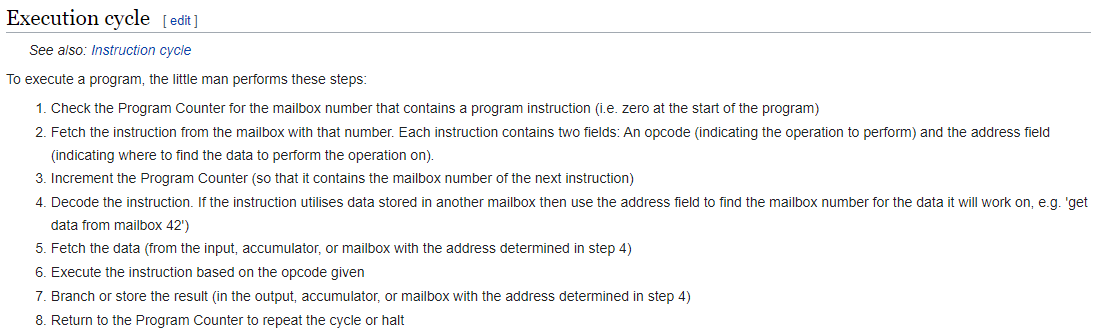 Execution cycle [ edit ]
See also: Instruction cycle
To execute a program, the little man performs these steps:
1. Check the Program Counter for the mailbox number that contains a program instruction (i.e. zero at the start of the program)
2. Fetch the instruction from the mailbox with that number. Each instruction contains two fields: An opcode (indicating the operation to perform) and the address field
(indicating where to find the data to perform the operation on).
3. Increment the Program Counter (so that it contains the mailbox number of the next instruction)
4. Decode the instruction. If the instruction utilises data stored in another mailbox then use the address field to find the mailbox number for the data it will work on, e.g. 'get
data from mailbox 42')
5. Fetch the data (from the input, accumulator, or mailbox with the address determined in step 4)
6. Execute the instruction based on the opcode given
7. Branch or store the result (in the output, accumulator, or mailbox with the address determined in step 4)
8. Return to the Program Counter to repeat the cycle or halt